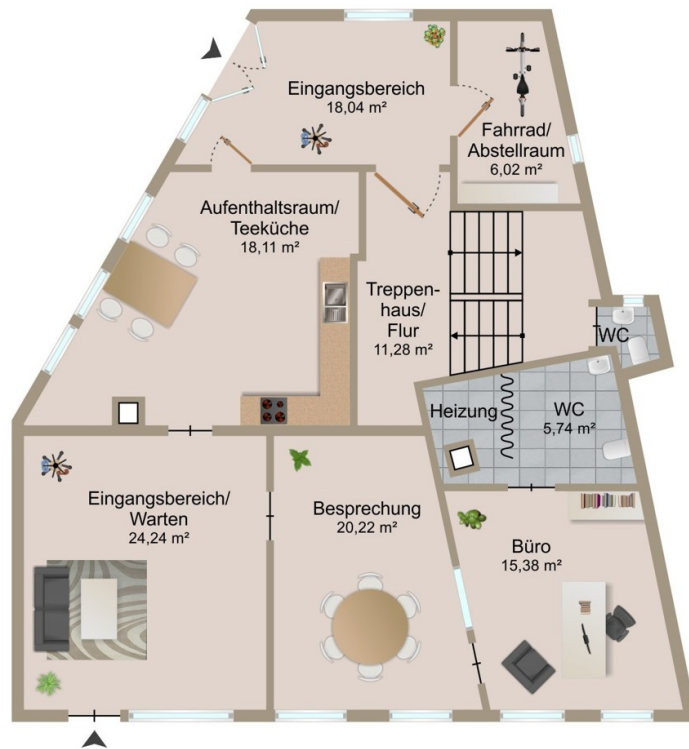 Eingangsbereich
18,04 m²
Fahrrad/
Abstellraum
6,02 m²
Aufenthaltsraum/
Teeküche
18,11 m²
Treppen-
haus/
Flur
11,28 m²
WC
Heizung
WC
5,74 m²
Eingangsbereich/
Warten
24,24 m²
Besprechung
20,22 m²
Büro
15,38 m²